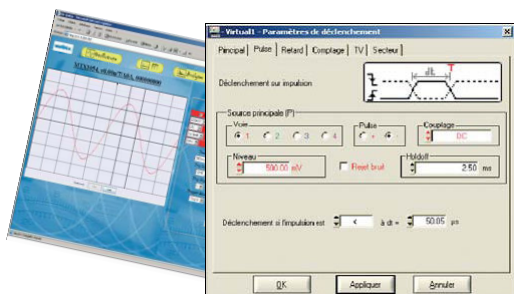 - Virtual1 - Paramètres de déclenchement
Principal Pulse Retard Comptage TV Secteur
Déclenchement sur impulsion
dt
T
Source principale (P)
Voie
1 2 3 4
Pulse
+ -
Couplage
DC
Niveau
500.00 mV
Rejet bruit
Holdoff
2.50 ms
Déclenchement si l'impulsion est < à dt = 50.05 µs
OK Appliquer Annuler